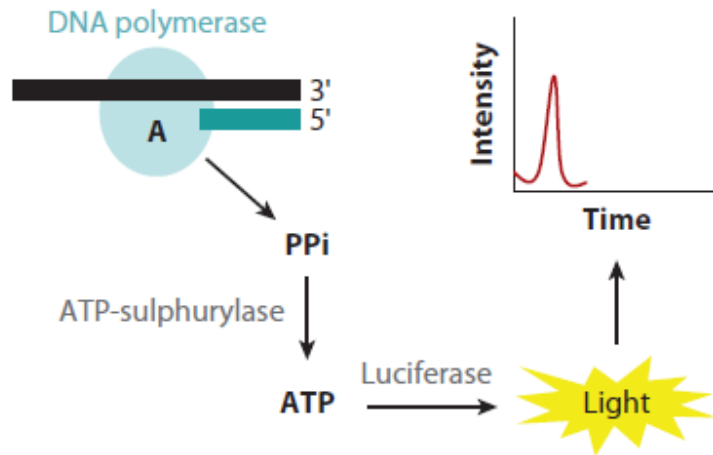 DNA polymerase
3'
5'
A
PPi
ATP-sulphurylase
ATP
Luciferase
Light
Intensity
Time